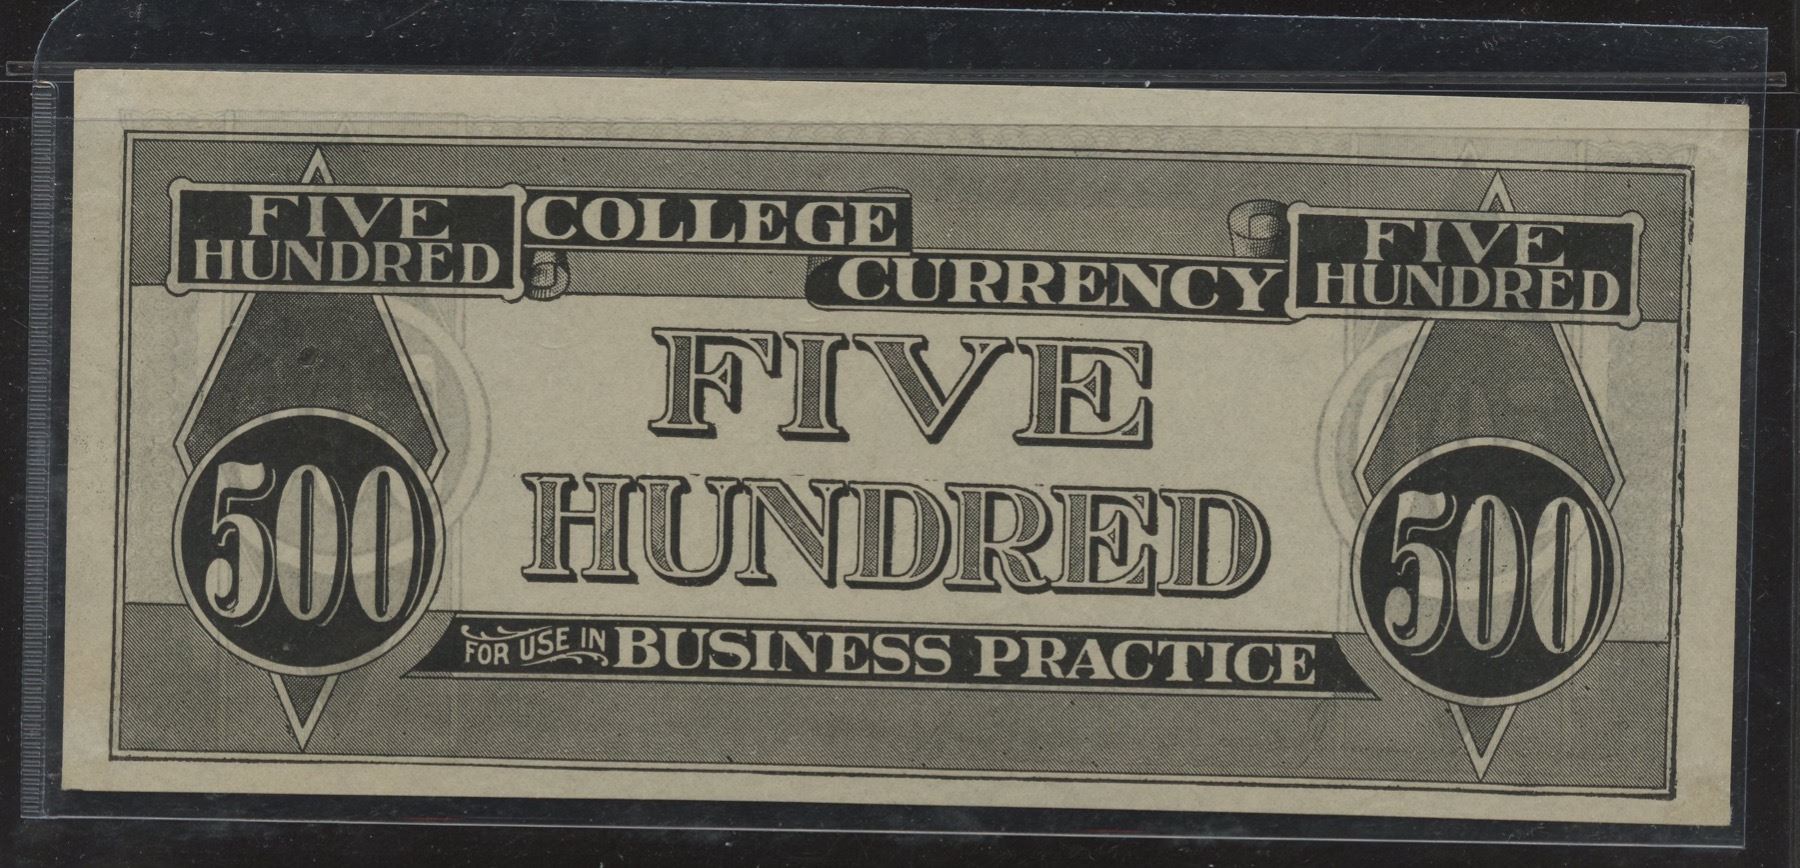 FIVE
HUNDRED
COLLEGE
CURRENCY
FIVE
HUNDRED
FIVE
HUNDRED
500
500
FOR USE IN BUSINESS PRACTICE